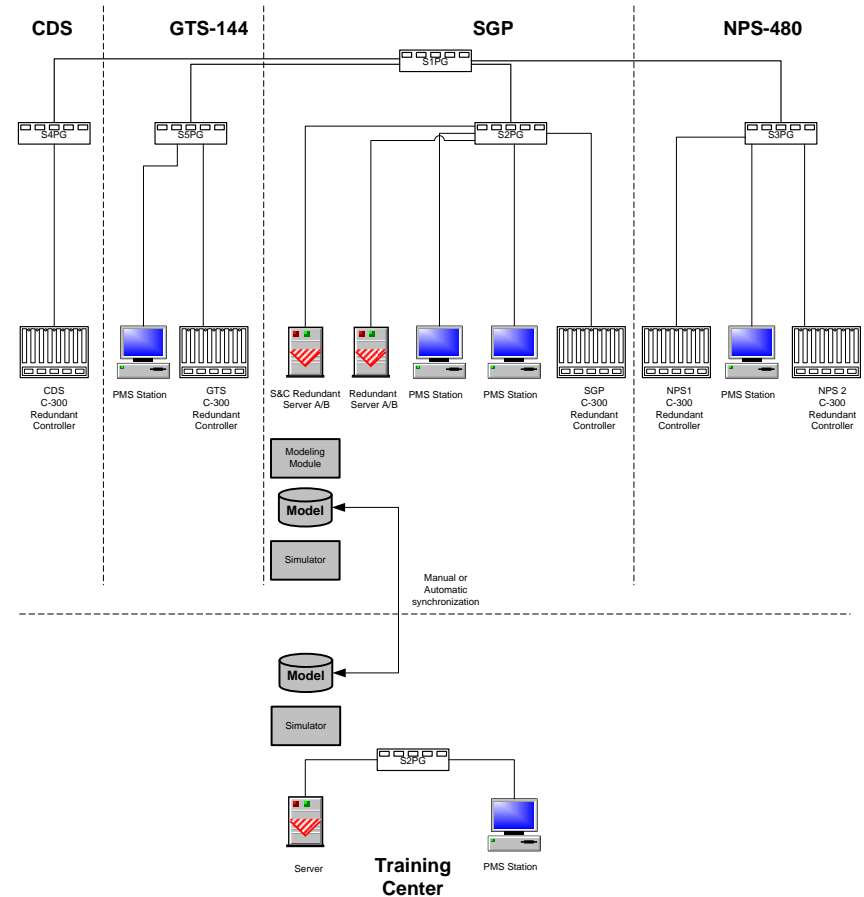 CDS
GTS-144
SGP
NPS-480
S1PG
S4PG
S5PG
S2PG
S3PG
CDS
C-300
Redundant
Controller
PMS Station
GTS
C-300
Redundant
Controller
S&C Redundant
Server A/B
Redundant
Server A/B
PMS Station
PMS Station
SGP
C-300
Redundant
Controller
NPS1
C-300
Redundant
Controller
PMS Station
NPS 2
C-300
Redundant
Controller
Modeling
Module
Model
Simulator
Manual or
Automatic
synchronization
Model
Simulator
S2PG
Server
Training
Center
PMS Station